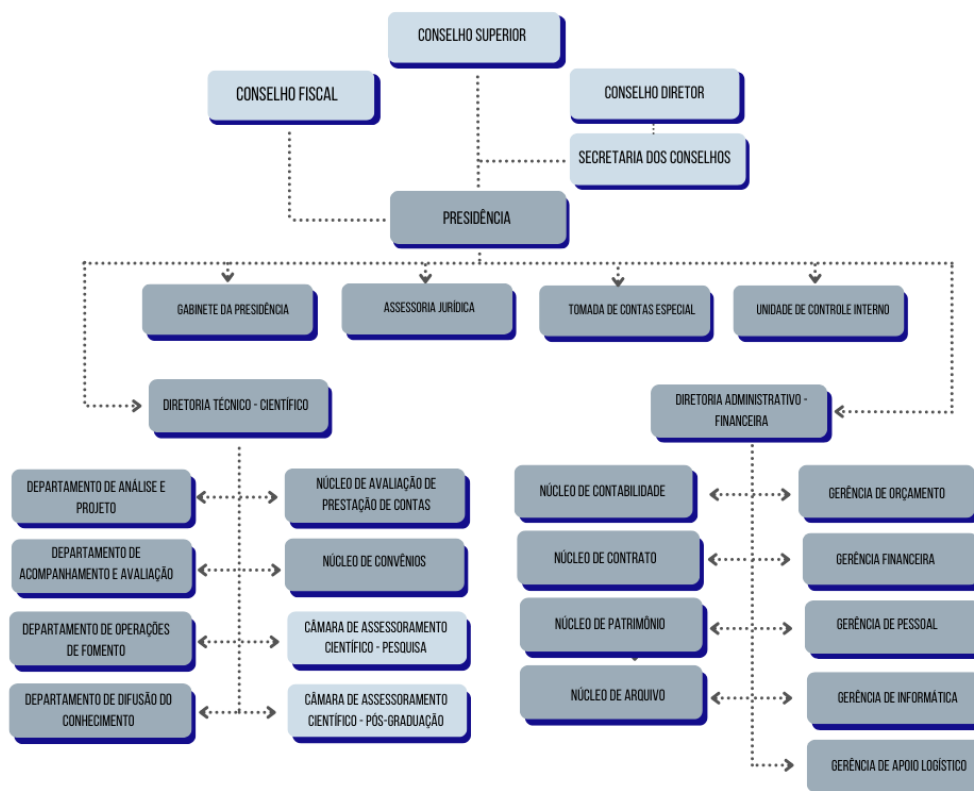 CONSELHO SUPERIOR
CONSELHO FISCAL
CONSELHO DIRETOR
SECRETARIA DOS CONSELHOS
PRESIDÊNCIA
GABINETE DA PRESIDÊNCIA
ASSESSORIA JURÍDICA
TOMADA DE CONTAS ESPECIAL
UNIDADE DE CONTROLE INTERNO
DIRETORIA TÉCNICO - CIENTÍFICO
DIRETORIA ADMINISTRATIVO -
FINANCEIRA
DEPARTAMENTO DE ANÁLISE E
PROJETO
NÚCLEO DE AVALIAÇÃO DE
PRESTAÇÃO DE CONTAS
DEPARTAMENTO DE
ACOMPANHAMENTO E AVALIAÇÃO
NÚCLEO DE CONVÊNIOS
DEPARTAMENTO DE OPERAÇÕES
DE FOMENTO
CÂMARA DE ASSESSORAMENTO
CIENTÍFICO - PESQUISA
DEPARTAMENTO DE DIFUSÃO DO
CONHECIMENTO
CÂMARA DE ASSESSORAMENTO
CIENTÍFICO - PÓS-GRADUAÇÃO
NÚCLEO DE CONTABILIDADE
GERÊNCIA DE ORÇAMENTO
NÚCLEO DE CONTRATO
GERÊNCIA FINANCEIRA
NÚCLEO DE PATRIMÔNIO
GERÊNCIA DE PESSOAL
NÚCLEO DE ARQUIVO
GERÊNCIA DE INFORMÁTICA
GERÊNCIA DE APOIO LOGÍSTICO